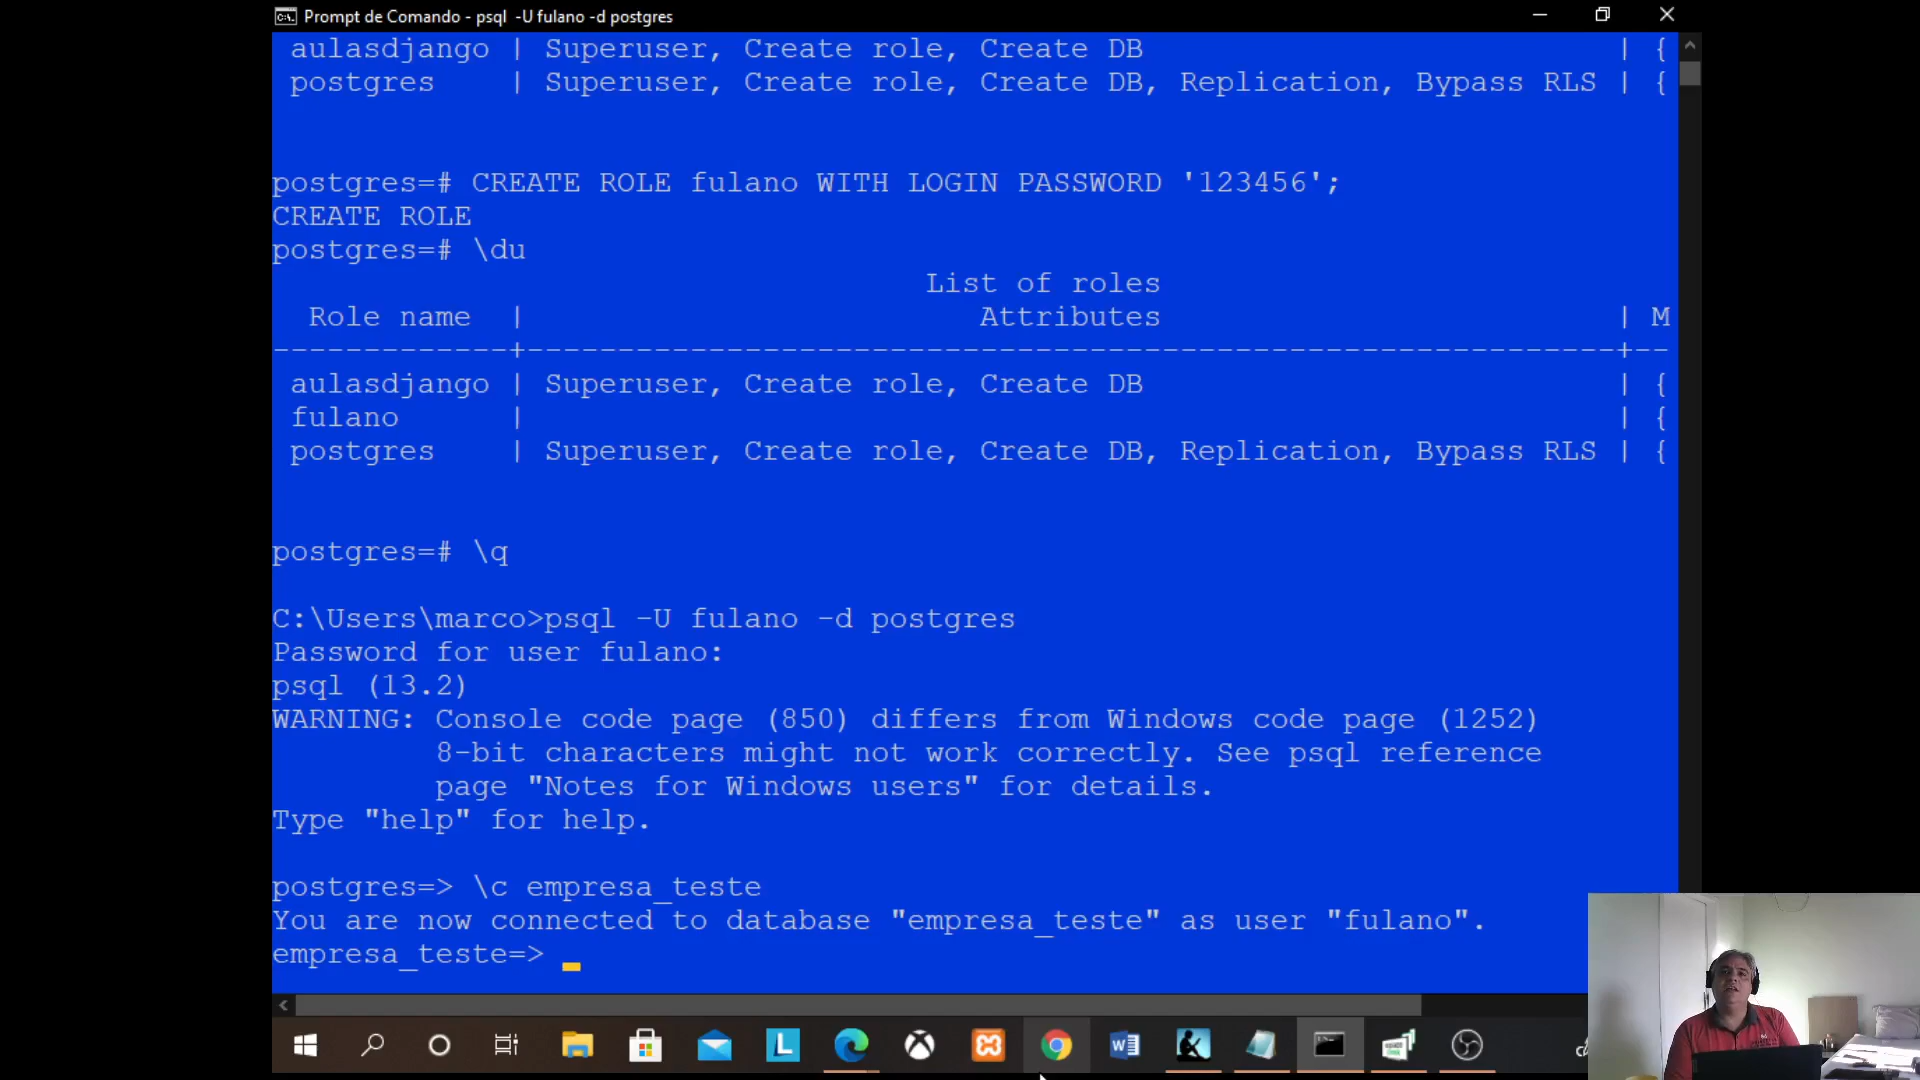 Prompt de Comando - psql  -U fulano -d postgres
 aulasdjango | Superuser, Create role, Create DB                          | {
 postgres    | Superuser, Create role, Create DB, Replication, Bypass RLS | {
postgres=# CREATE ROLE fulano WITH LOGIN PASSWORD '123456';
CREATE ROLE
postgres=# \du
List of roles
  Role name  |                        Attributes                         | M
-------------+------------------------------------------------------------+--
 aulasdjango | Superuser, Create role, Create DB                          | {
 fulano      |                                                            | {
 postgres    | Superuser, Create role, Create DB, Replication, Bypass RLS | {
postgres=# \q
C:\Users\marco>psql -U fulano -d postgres
Password for user fulano:
psql (13.2)
WARNING: Console code page (850) differs from Windows code page (1252)
         8-bit characters might not work correctly. See psql reference
         page "Notes for Windows users" for details.
Type "help" for help.
postgres=> \c empresa_teste
You are now connected to database "empresa_teste" as user "fulano".
empresa_teste=>